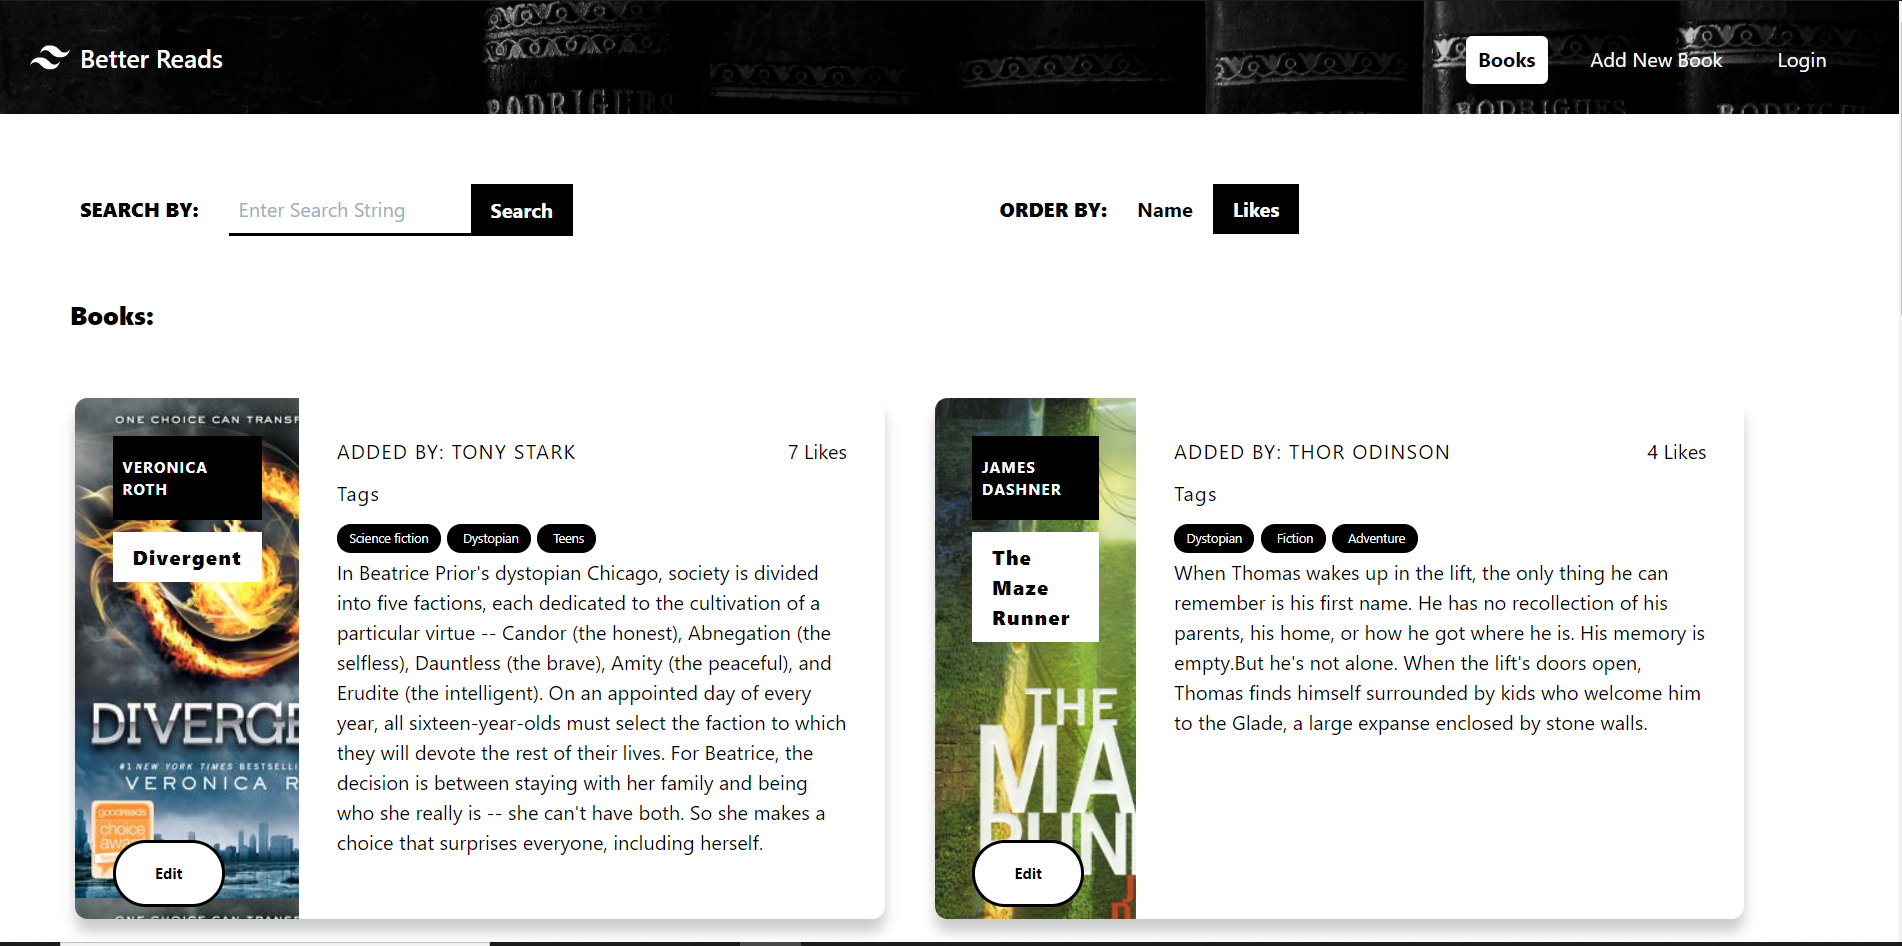 Better Reads
Books
Add New Book
Login
RODRIGUES
RODRIGUES
SEARCH BY:
Enter Search String
Search
ORDER BY:
Name
Likes
Books:
ONE CHOICE CAN
VERONICA
ROTH
Divergent
DIVERGE
#1 NEW YORK TIMES
VERONICA R
goodreads
choice
Edit
ONE CHOICE CAN
ADDED BY: TONY STARK
7 Likes
Tags
Science fiction
Dystopian
Teens
In Beatrice Prior's dystopian Chicago, society is divided
into five factions, each dedicated to the cultivation of a
particular virtue -- Candor (the honest), Abnegation (the
selfless), Dauntless (the brave), Amity (the peaceful), and
Erudite (the intelligent). On an appointed day of every
year, all sixteen-year-olds must select the faction to which
they will devote the rest of their lives. For Beatrice, the
decision is between staying with her family and being
who she really is -- she can't have both. So she makes a
choice that surprises everyone, including herself.
JAMES
DASHNER
The
Maze
Runner
THE
MA
RUNN
Edit
ADDED BY: THOR ODINSON
4 Likes
Tags
Dystopian
Fiction
Adventure
When Thomas wakes up in the lift, the only thing he can
remember is his first name. He has no recollection of his
parents, his home, or how he got where he is. His memory is
empty.But he's not alone. When the lift's doors open,
Thomas finds himself surrounded by kids who welcome him
to the Glade, a large expanse enclosed by stone walls.